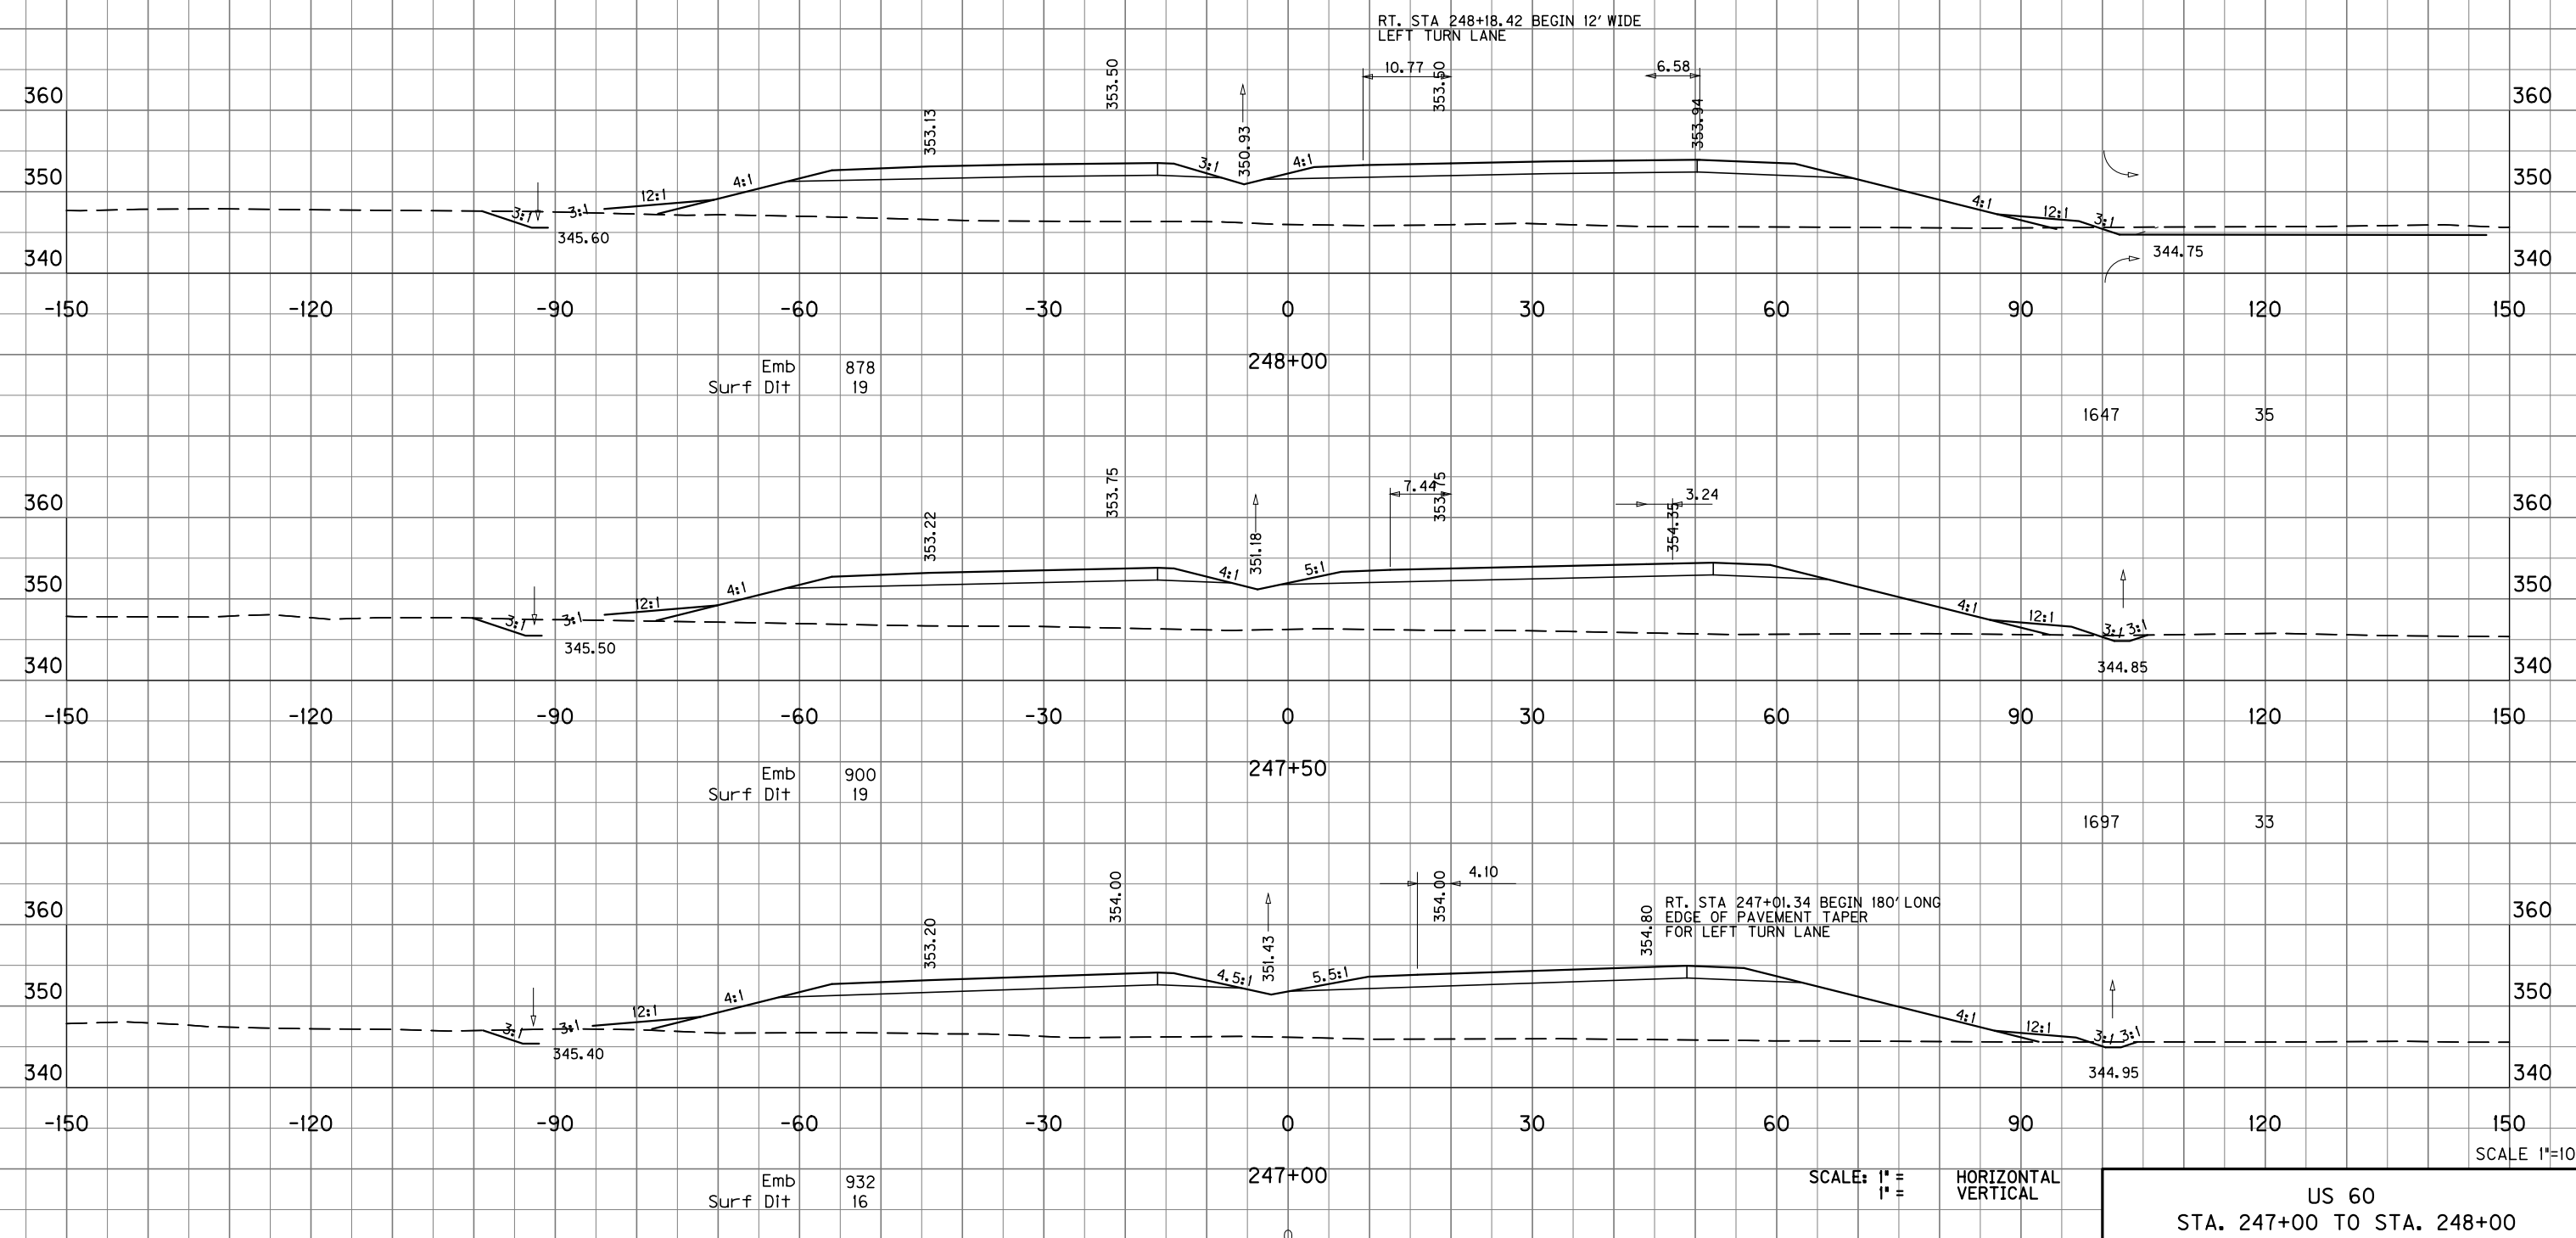 RT. STA 248+18.42 BEGIN 12' WIDE
LEFT TURN LANE
353.50 10.77 353.50 6.58
360 353.13 350.93 353.94 360
350 3:1 3:1 12:1 4:1 3:1 4:1 4:1 12:1 3:1 350
345.60 344.75
340 340
-150 -120 -90 -60 -30 0 30 60 90 120 150
248+00
Emb 878
Surf Dit 19
1647 35
353.75 7.44 353.75 3.24
360 353.22 351.18 354.35 360
350 3:1 3:1 12:1 4:1 4:1 5:1 4:1 12:1 3:1 3:1 350
345.50 344.85
340 340
-150 -120 -90 -60 -30 0 30 60 90 120 150
247+50
Emb 900
Surf Dit 19
1697 33
354.00 354.00 4.10
RT. STA 247+01.34 BEGIN 180' LONG
EDGE OF PAVEMENT TAPER
FOR LEFT TURN LANE
360 353.20 351.43 354.80 360
350 3:1 3:1 12:1 4:1 4.5:1 5.5:1 4:1 12:1 3:1 3:1 350
345.40 344.95
340 340
-150 -120 -90 -60 -30 0 30 60 90 120 150
SCALE 1"=10
247+00
Emb 932
Surf Dit 16
SCALE: 1" = HORIZONTAL
1" = VERTICAL
US 60
STA. 247+00 TO STA. 248+00